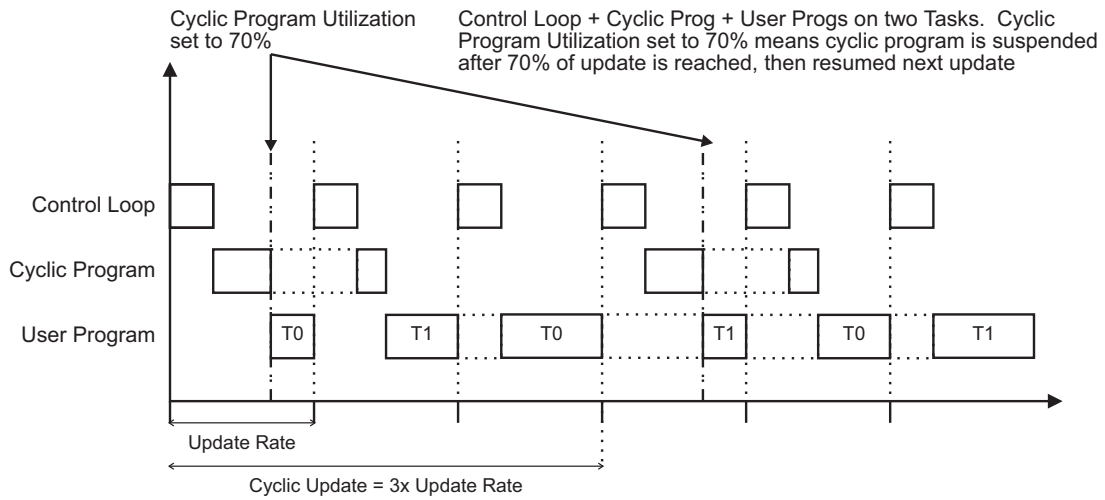 Cyclic Program Utilization
set to 70%
Control Loop + Cyclic Prog + User Progs on two Tasks. Cyclic
Program Utilization set to 70% means cyclic program is suspended
after 70% of update is reached, then resumed next update
Control Loop
Cyclic Program
User Program
T0
T1
T0
T1
T0
T1
Update Rate
Cyclic Update = 3x Update Rate